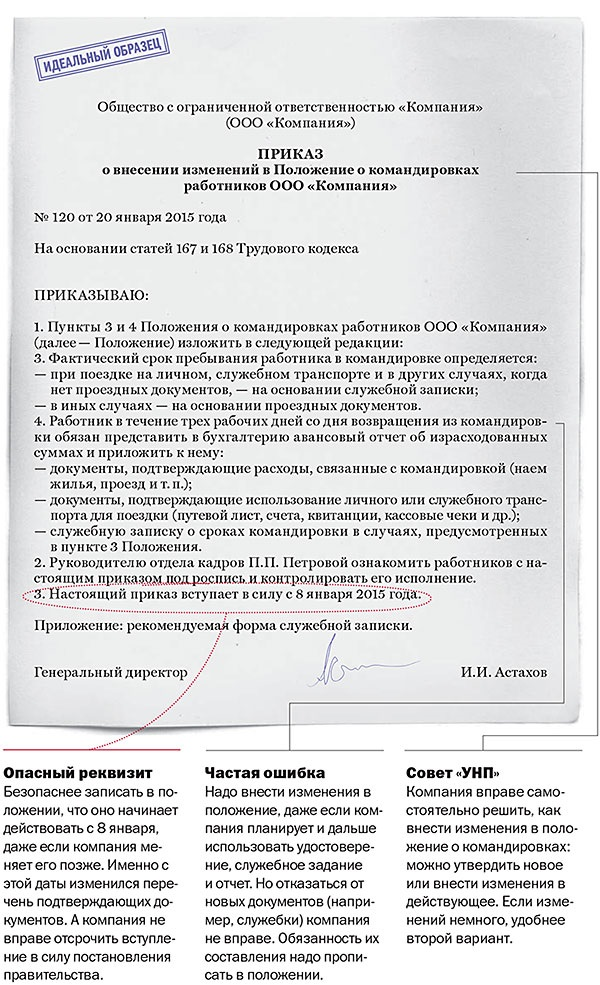 ИДЕАЛЬНЫЙ ОБРАЗЕЦ
Общество с ограниченной ответственностью «Компания»
(ООО «Компания»)
ПРИКАЗ
о внесении изменений в Положение о командировках
работников ООО «Компания»
№ 120 от 20 января 2015 года
На основании статей 167 и 168 Трудового кодекса
ПРИКАЗЫВАЮ:
1. Пункты 3 и 4 Положения о командировках работников ООО «Компания»
(далее — Положение) изложить в следующей редакции:
3. Фактический срок пребывания работника в командировке определяется:
— при поездке на личном, служебном транспорте и в других случаях, когда
нет проездных документов, — на основании служебной записки;
— в иных случаях — на основании проездных документов.
4. Работник в течение трех рабочих дней со дня возвращения из командиров-
ки обязан представить в бухгалтерию авансовый отчет об израсходованных
суммах и приложить к нему:
— документы, подтверждающие расходы, связанные с командировкой (наем
жилья, проезд и т. п.);
— документы, подтверждающие использование личного или служебного транс-
порта для поездки (путевой лист, счета, квитанции, кассовые чеки и др.);
— служебную записку о сроках командировки в случаях, предусмотренных
в пункте 3 Положения.
2. Руководителю отдела кадров П.П. Петровой ознакомить работников с на-
стоящим приказом под роспись и контролировать его исполнение.
3. Настоящий приказ вступает в силу с 8 января 2015 года.
Приложение: рекомендуемая форма служебной записки.
Генеральный директор И.И. Астахов
Опасный реквизит
Безопаснее записать в по-
ложении, что оно начинает
действовать с 8 января,
даже если компания ме-
няет его позже. Именно с
этой даты изменился пере-
чень подтверждающих до-
кументов. А компания не
вправе отсрочить вступле-
ние в силу постановления
правительства.
Частая ошибка
Надо внести изменения в
положение, даже если ком-
пания планирует и дальше
использовать удостовере-
ние, служебное задание
и отчет. Но отказаться от
новых документов (напри-
мер, служебки) компания
не вправе. Обязанность их
составления надо пропи-
сать в положении.
Совет «УНП»
Компания вправе само-
стоятельно решить, как
внести изменения в поло-
жение о командировках:
можно утвердить новое
или внести изменения в
действующее. Если изме-
нений немного, удобнее
второй вариант.